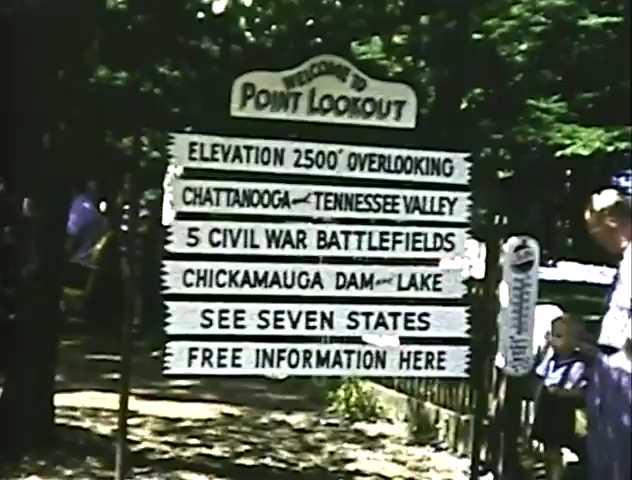 WELCOME TO
POINT LOOKOUT
ELEVATION 2500' OVERLOOKING
CHATTANOOGA and TENNESSEE VALLEY
5 CIVIL WAR BATTLEFIELDS
CHICKAMAUGA DAM and LAKE
SEE SEVEN STATES
FREE INFORMATION HERE